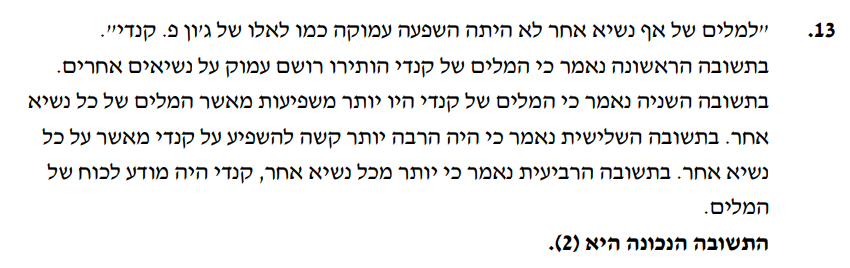 13. "למלים של אף נשיא אחר לא היתה השפעה עמוקה כמו לאלו של ג'ון פ. קנדי".
בתשובה הראשונה נאמר כי המלים של קנדי הותירו רושם עמוק על נשיאים אחרים.
בתשובה השניה נאמר כי המלים של קנדי היו יותר משפיעות מאשר המלים של כל נשיא
אחר. בתשובה השלישית נאמר כי היה הרבה יותר קשה להשפיע על קנדי מאשר על כל
נשיא אחר. בתשובה הרביעית נאמר כי יותר מכל נשיא אחר, קנדי היה מודע לכוח של
המלים.
התשובה הנכונה היא (2).